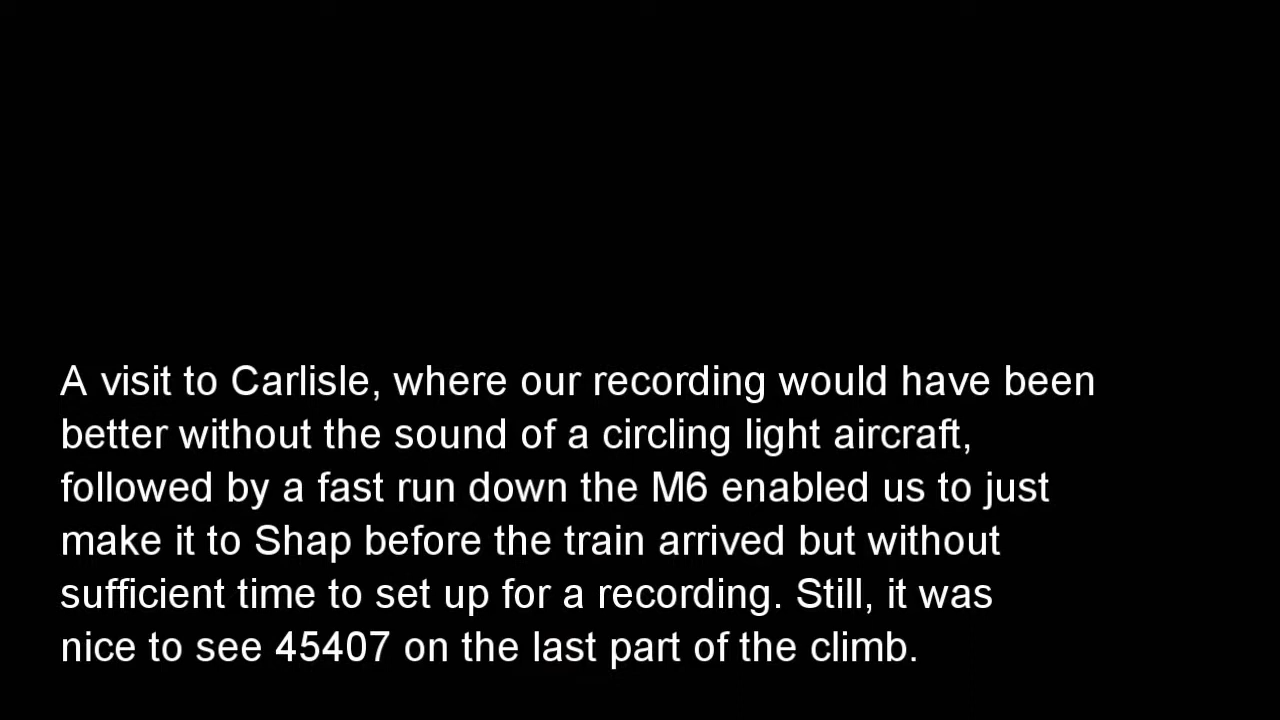 A visit to Carlisle, where our recording would have been
better without the sound of a circling light aircraft,
followed by a fast run down the M6 enabled us to just
make it to Shap before the train arrived but without
sufficient time to set up for a recording. Still, it was
nice to see 45407 on the last part of the climb.